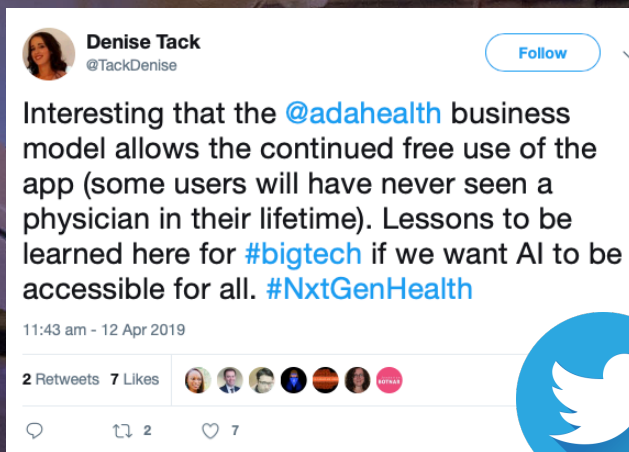 Denise Tack
@TackDenise
Follow
Interesting that the @adahealth business
model allows the continued free use of the
app (some users will have never seen a
physician in their lifetime). Lessons to be
learned here for #bigtech if we want AI to be
accessible for all. #NxtGenHealth
11:43 am - 12 Apr 2019
2 Retweets 7 Likes
BOTNAR
2
7